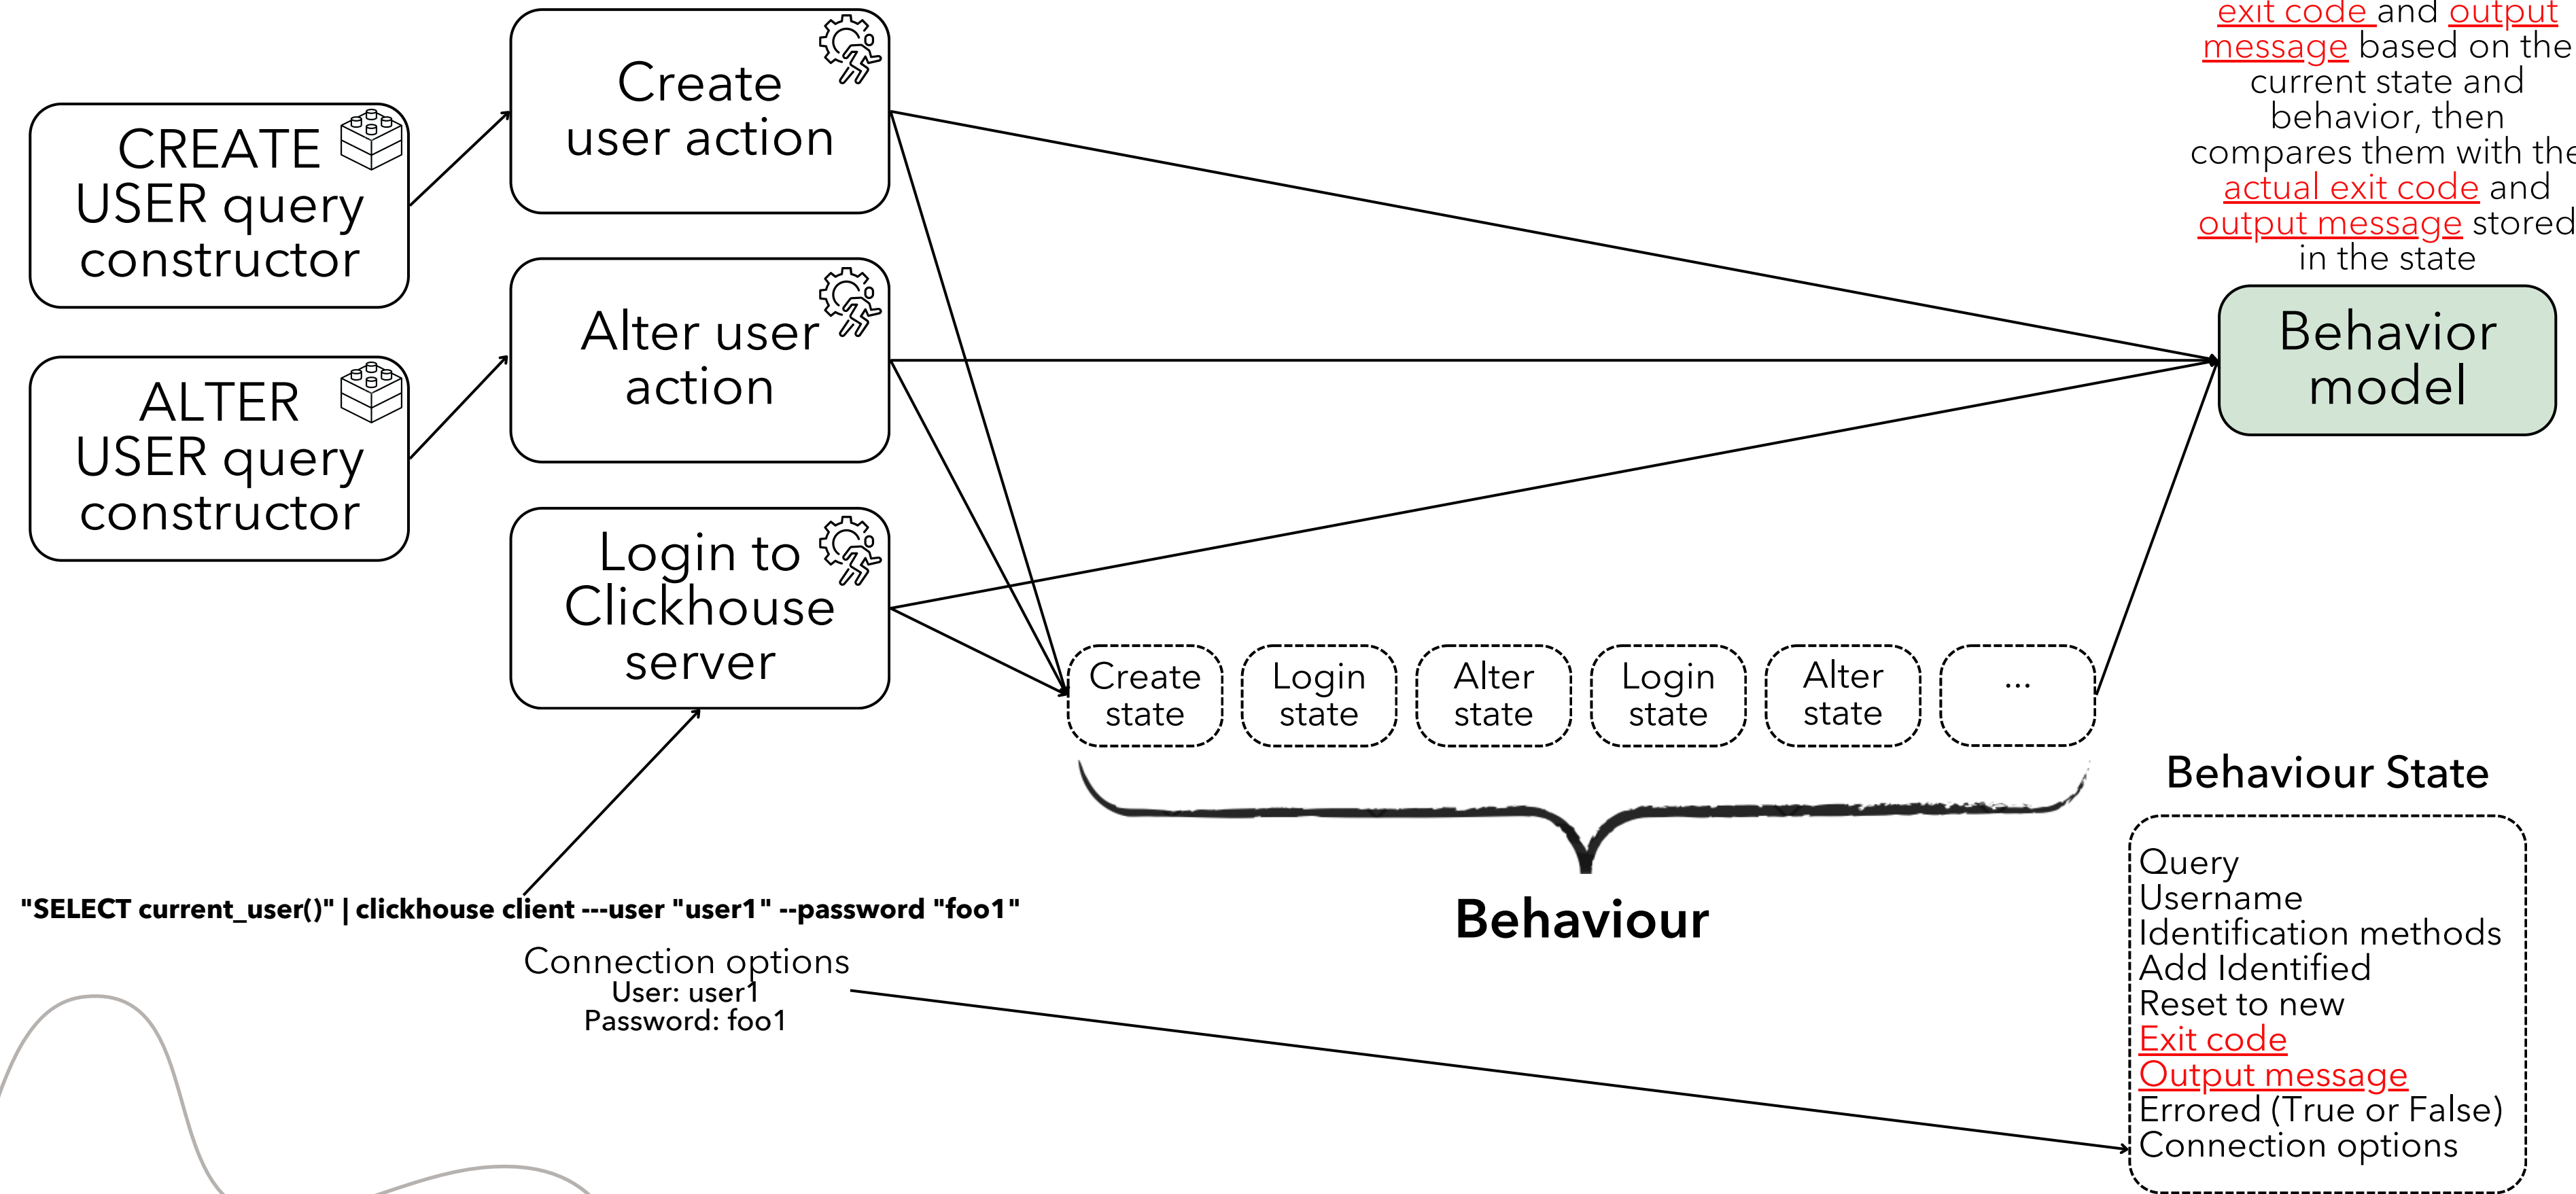 CREATE
USER query
constructor
ALTER
USER query
constructor
Create
user action
Alter user
action
Login to
Clickhouse
server
exit code and output
message based on the
current state and
behavior, then
compares them with the
actual exit code and
output message stored
in the state
Behavior
model
Create
state
Login
state
Alter
state
Login
state
Alter
state
...
Behaviour
"SELECT current_user()" | clickhouse client ---user "user1" --password "foo1"
Connection options
User: user1
Password: foo1
Behaviour State
Query
Username
Identification methods
Add Identified
Reset to new
Exit code
Output message
Errored (True or False)
Connection options